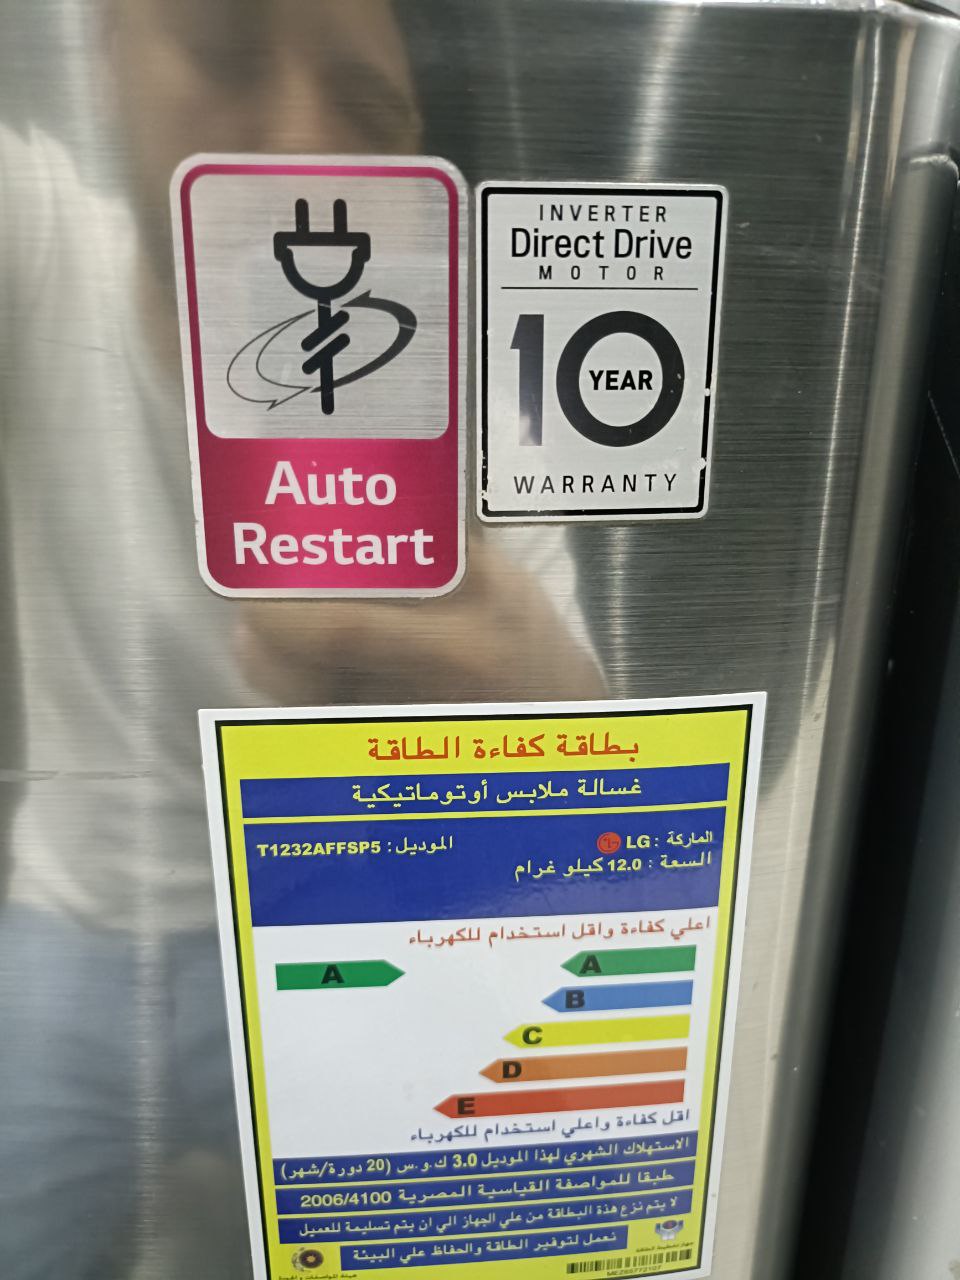 Auto
Restart
INVERTER
Direct Drive
MOTOR
10
YEAR
WARRANTY
بطاقة كفاءة الطاقة
غسالة ملابس أوتوماتيكية
الماركة : LG
الموديل : T1232AFFSP5
السعة : 12.0 كيلو غرام
اعلي كفاءة واقل استخدام للكهرباء
A
A
B
C
D
E
اقل كفاءة واعلي استخدام للكهرباء
الاستهلاك الشهري لهذا الموديل 3.0 ك.و.س (20 دورة/شهر)
طبقا للمواصفة القياسية المصرية 2006/4100
لا يتم نزع هذة البطاقة من علي الجهاز الي ان يتم تسليمة للعميل
نعمل لتوفير الطاقة والحفاظ علي البيئة